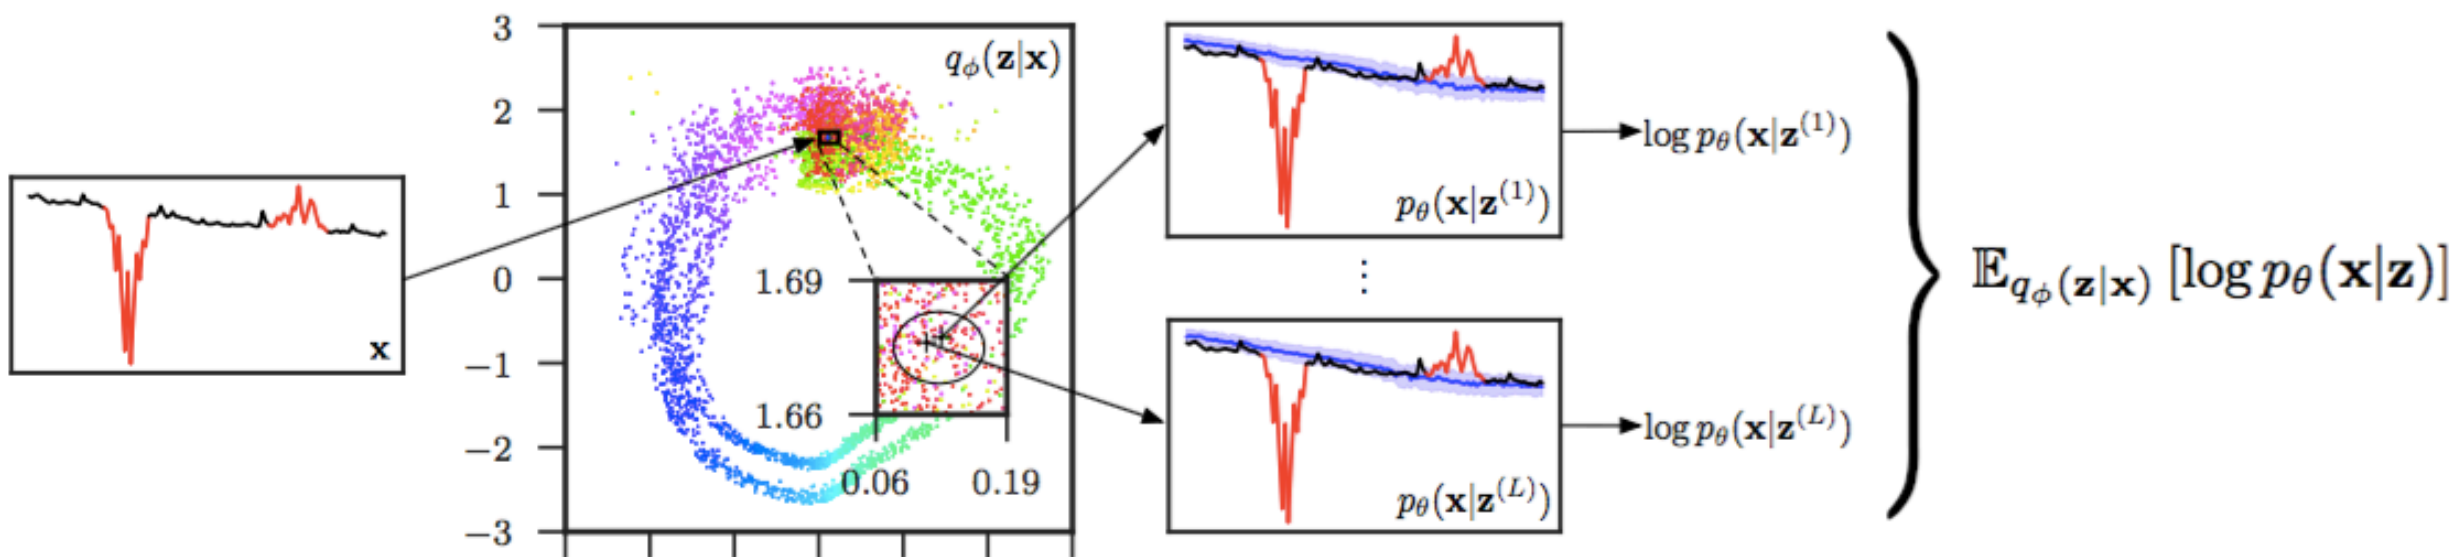 x
3
2
1
0
−1
−2
−3
q_ϕ(z|x)
1.69
1.66
0.06 0.19
p_θ(x|z^(1))
log p_θ(x|z^(1))
⋮
p_θ(x|z^(L))
log p_θ(x|z^(L))
𝔼_{q_ϕ(z|x)} [log p_θ(x|z)]